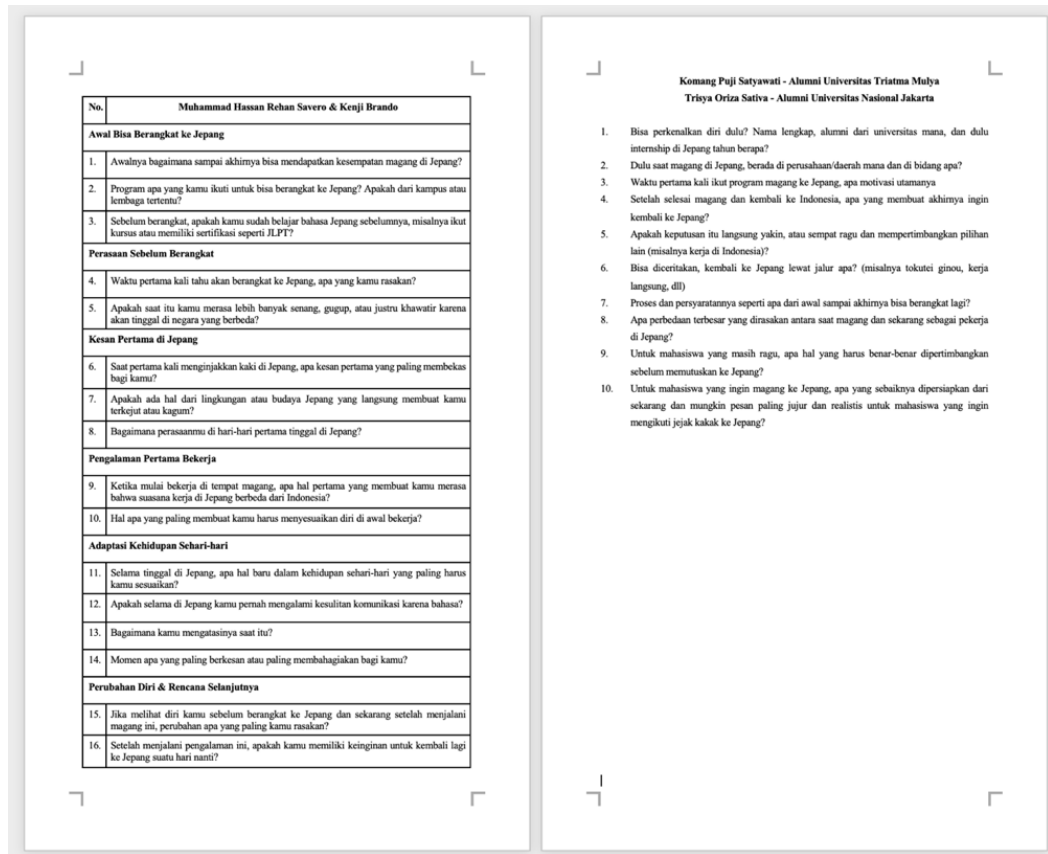 No. Muhammad Hassan Rehan Savero & Kenji Brando
Awal Bisa Berangkat ke Jepang
1. Awalnya bagaimana sampai akhirnya bisa mendapatkan kesempatan magang di Jepang?
2. Program apa yang kamu ikuti untuk bisa berangkat ke Jepang? Apakah dari kampus atau
lembaga tertentu?
3. Sebelum berangkat, apakah kamu sudah belajar bahasa Jepang sebelumnya, misalnya ikut
kursus atau memiliki sertifikasi seperti JLPT?
Perasaan Sebelum Berangkat
4. Waktu pertama kali tahu akan berangkat ke Jepang, apa yang kamu rasakan?
5. Apakah saat itu kamu merasa lebih banyak senang, gugup, atau justru khawatir karena
akan tinggal di negara yang berbeda?
Kesan Pertama di Jepang
6. Saat pertama kali menginjakkan kaki di Jepang, apa kesan pertama yang paling membekas
bagi kamu?
7. Apakah ada hal dari lingkungan atau budaya Jepang yang langsung membuat kamu
terkejut atau kagum?
8. Bagaimana perasaanmu di hari-hari pertama tinggal di Jepang?
Pengalaman Pertama Bekerja
9. Ketika mulai bekerja di tempat magang, apa hal pertama yang membuat kamu merasa
bahwa suasana kerja di Jepang berbeda dari Indonesia?
10. Hal apa yang paling membuat kamu harus menyesuaikan diri di awal bekerja?
Adaptasi Kehidupan Sehari-hari
11. Selama tinggal di Jepang, apa hal baru dalam kehidupan sehari-hari yang paling harus
kamu sesuaikan?
12. Apakah selama di Jepang kamu pernah mengalami kesulitan komunikasi karena bahasa?
13. Bagaimana kamu mengatasinya saat itu?
14. Momen apa yang paling berkesan atau paling membahagiakan bagi kamu?
Perubahan Diri & Rencana Selanjutnya
15. Jika melihat diri kamu sebelum berangkat ke Jepang dan sekarang setelah menjalani
magang ini, perubahan apa yang paling kamu rasakan?
16. Setelah menjalani pengalaman ini, apakah kamu memiliki keinginan untuk kembali lagi
ke Jepang suatu hari nanti?
Komang Puji Satyawati - Alumni Universitas Triatma Mulya
Trisya Oriza Sativa - Alumni Universitas Nasional Jakarta
1. Bisa perkenalkan diri dulu? Nama lengkap, alumni dari universitas mana, dan dulu
internship di Jepang tahun berapa?
2. Dulu saat magang di Jepang, berada di perusahaan/daerah mana dan di bidang apa?
3. Waktu pertama kali ikut program magang ke Jepang, apa motivasi utamanya
4. Setelah selesai magang dan kembali ke Indonesia, apa yang membuat akhirnya ingin
kembali ke Jepang?
5. Apakah keputusan itu langsung yakin, atau sempat ragu dan mempertimbangkan pilihan
lain (misalnya kerja di Indonesia)?
6. Bisa diceritakan, kembali ke Jepang lewat jalur apa? (misalnya tokutei ginou, kerja
langsung, dll)
7. Proses dan persyaratannya seperti apa dari awal sampai akhirnya bisa berangkat lagi?
8. Apa perbedaan terbesar yang dirasakan antara saat magang dan sekarang sebagai pekerja
di Jepang?
9. Untuk mahasiswa yang masih ragu, apa hal yang harus benar-benar dipertimbangkan
sebelum memutuskan ke Jepang?
10. Untuk mahasiswa yang ingin magang ke Jepang, apa yang sebaiknya dipersiapkan dari
sekarang dan mungkin pesan paling jujur dan realistis untuk mahasiswa yang ingin
mengikuti jejak kakak ke Jepang?